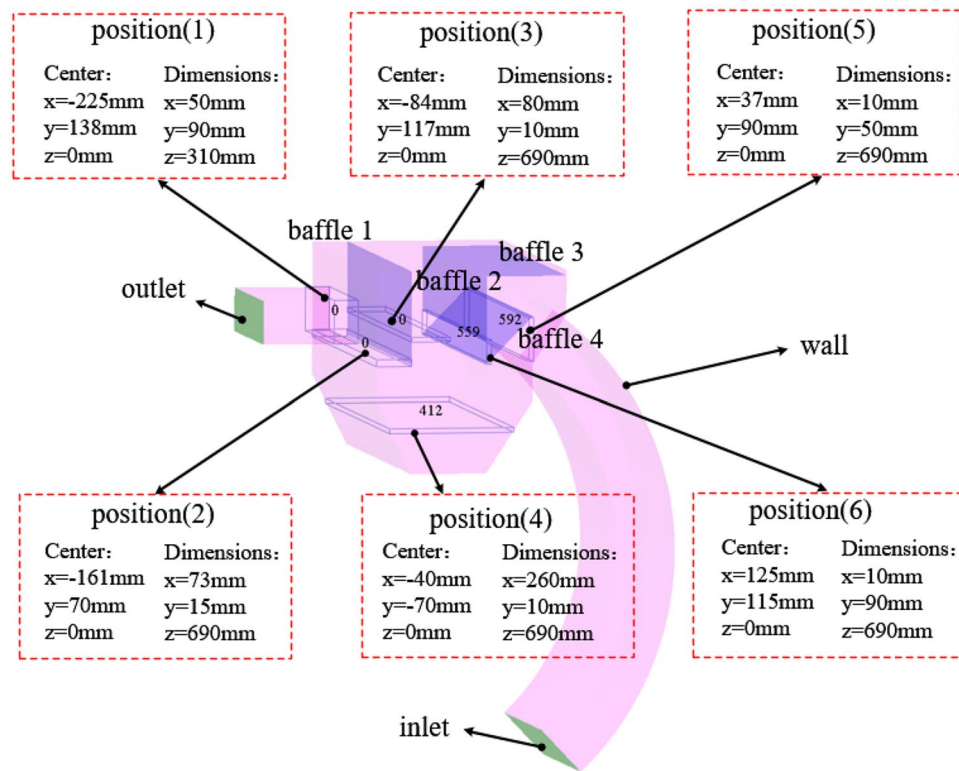 position(1)
Center: Dimensions:
x=-225mm x=50mm
y=138mm y=90mm
z=0mm z=310mm
position(3)
Center: Dimensions:
x=-84mm x=80mm
y=117mm y=10mm
z=0mm z=690mm
position(5)
Center: Dimensions:
x=37mm x=10mm
y=90mm y=50mm
z=0mm z=690mm
baffle 1
baffle 3
baffle 2
outlet
0
0
559
592
baffle 4
0
wall
412
position(2)
Center: Dimensions:
x=-161mm x=73mm
y=70mm y=15mm
z=0mm z=690mm
position(4)
Center: Dimensions:
x=-40mm x=260mm
y=-70mm y=10mm
z=0mm z=690mm
position(6)
Center: Dimensions:
x=125mm x=10mm
y=115mm y=90mm
z=0mm z=690mm
inlet